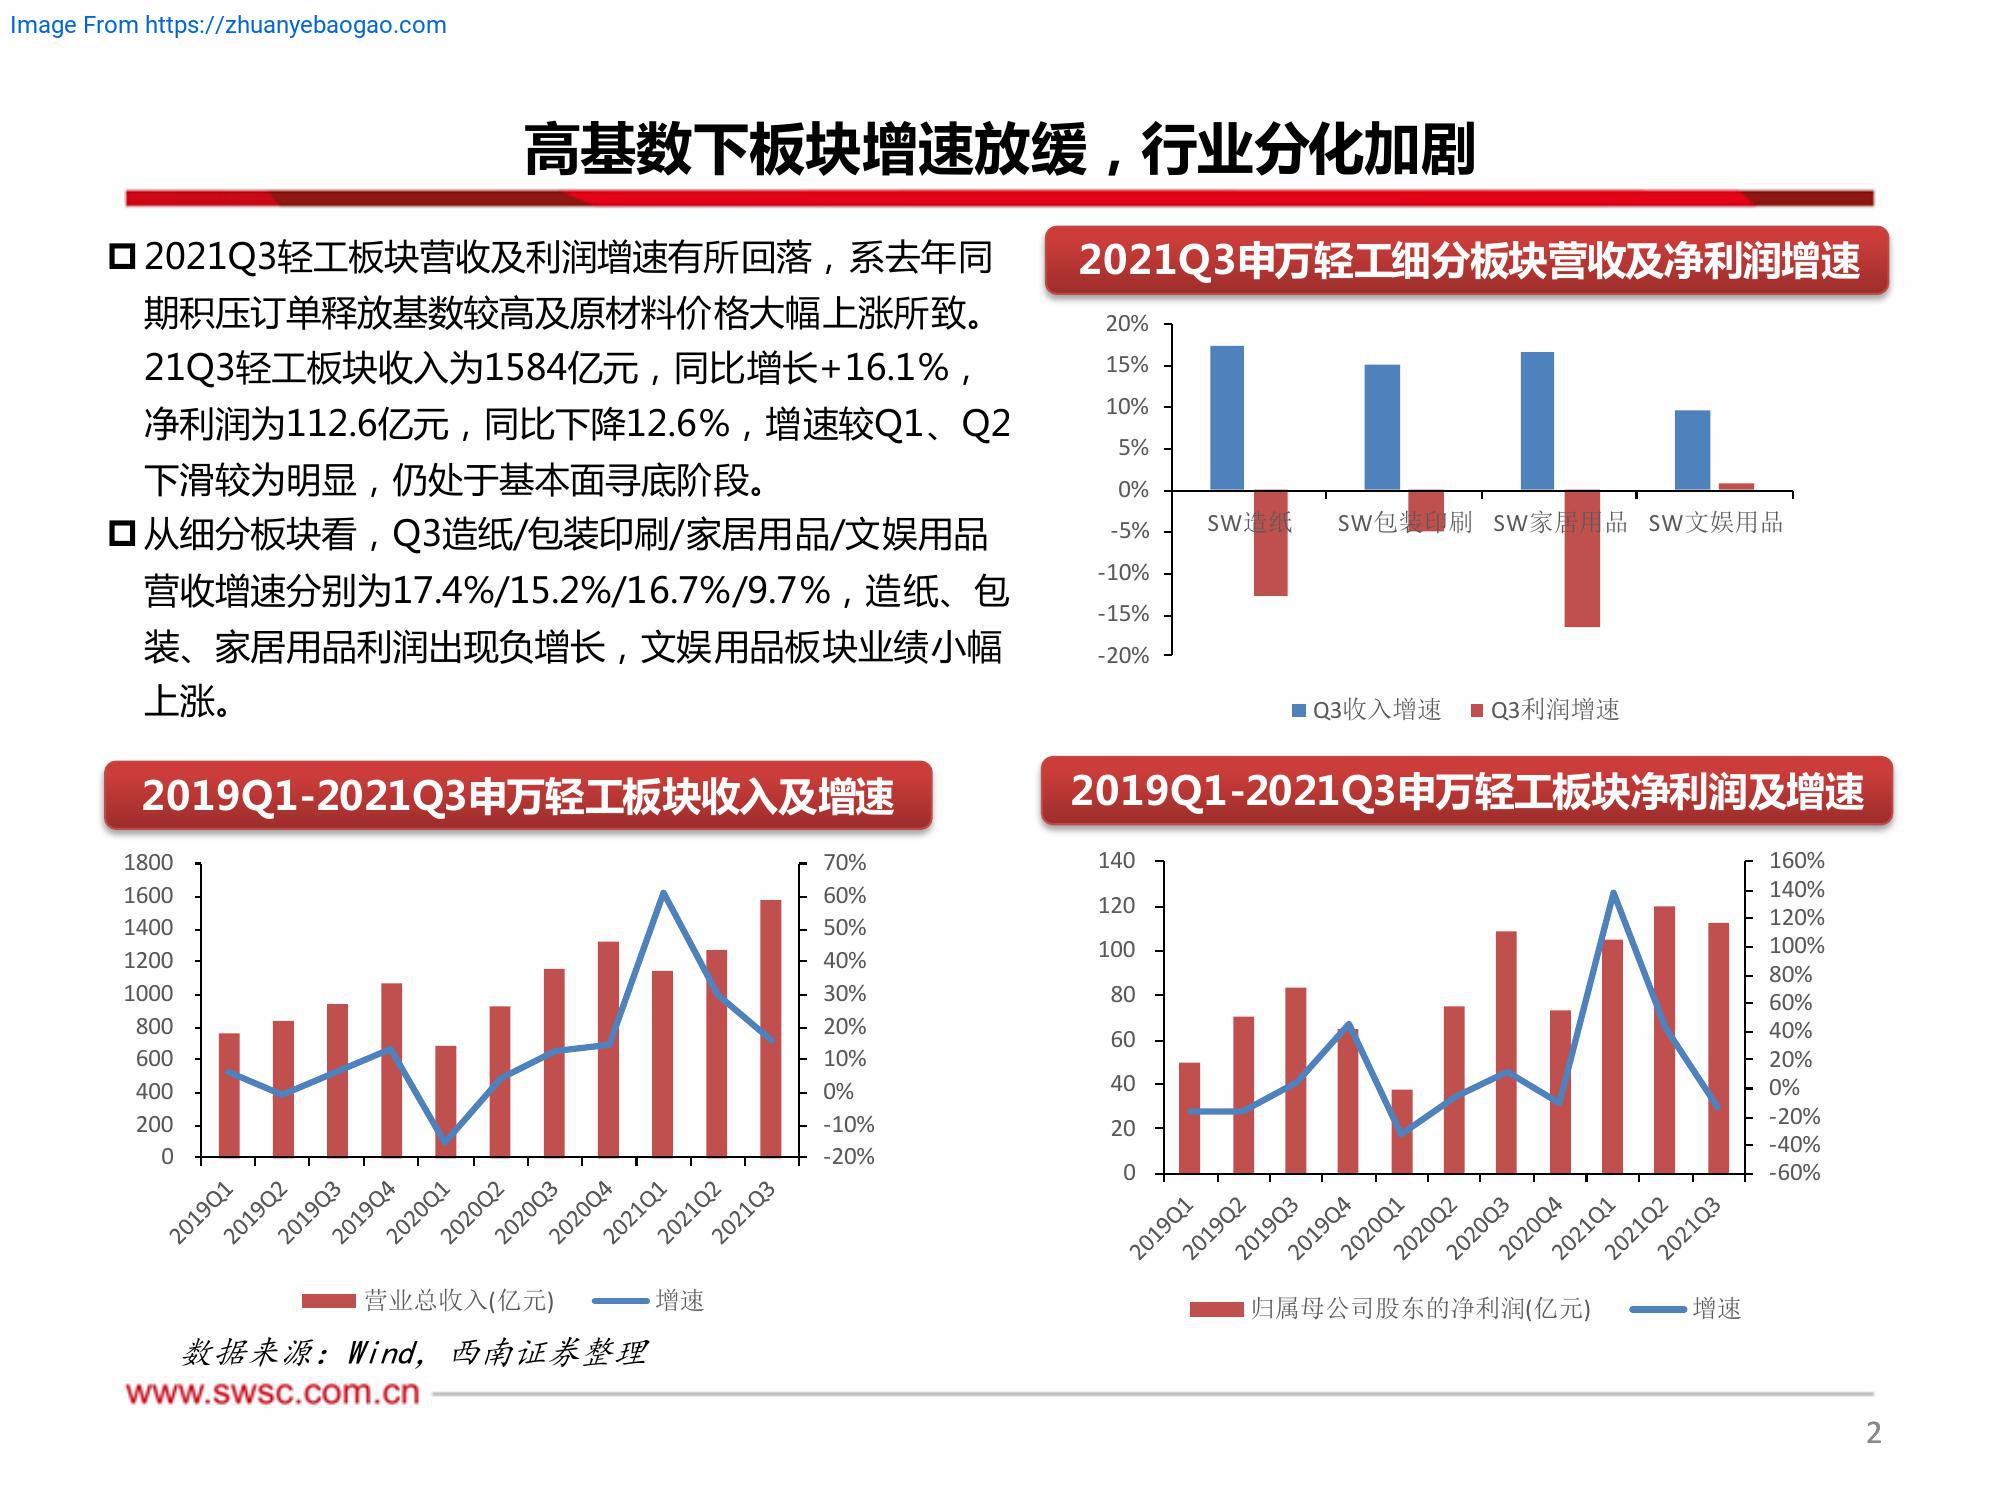 Image From https://zhuanyebaogao.com
高基数下板块增速放缓，行业分化加剧
2021Q3轻工板块营收及利润增速有所回落，系去年同
期积压订单释放基数较高及原材料价格大幅上涨所致。
21Q3轻工板块收入为1584亿元，同比增长+16.1%，
净利润为112.6亿元，同比下降12.6%，增速较Q1、Q2
下滑较为明显，仍处于基本面寻底阶段。
从细分板块看，Q3造纸/包装印刷/家居用品/文娱用品
营收增速分别为17.4%/15.2%/16.7%/9.7%，造纸、包
装、家居用品利润出现负增长，文娱用品板块业绩小幅
上涨。
2021Q3申万轻工细分板块营收及净利润增速
20%
15%
10%
5%
0%
-5%
-10%
-15%
-20%
SW造纸 SW包装印刷 SW家居用品 SW文娱用品
Q3收入增速 Q3利润增速
2019Q1-2021Q3申万轻工板块收入及增速
1800
1600
1400
1200
1000
800
600
400
200
0
70%
60%
50%
40%
30%
20%
10%
0%
-10%
-20%
2019Q1 2019Q2 2019Q3 2019Q4 2020Q1 2020Q2 2020Q3 2020Q4 2021Q1 2021Q2 2021Q3
营业总收入(亿元) 增速
2019Q1-2021Q3申万轻工板块净利润及增速
140
120
100
80
60
40
20
0
160%
140%
120%
100%
80%
60%
40%
20%
0%
-20%
-40%
-60%
2019Q1 2019Q2 2019Q3 2019Q4 2020Q1 2020Q2 2020Q3 2020Q4 2021Q1 2021Q2 2021Q3
归属母公司股东的净利润(亿元) 增速
数据来源：Wind，西南证券整理
www.swsc.com.cn
2